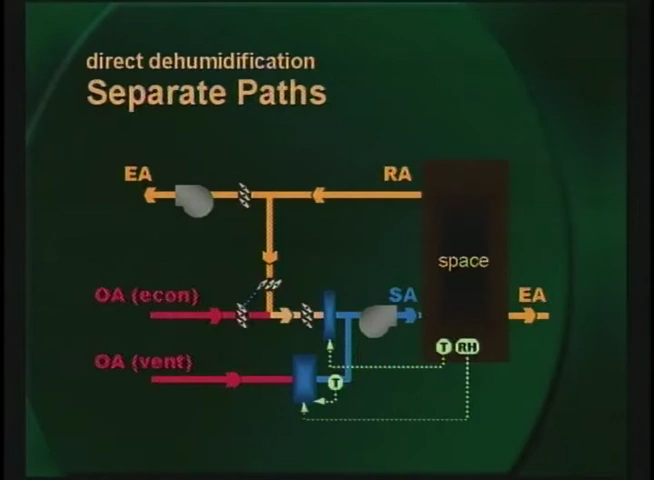 direct dehumidification
Separate Paths
EA
RA
space
OA (econ)
SA
EA
T
RH
OA (vent)
T